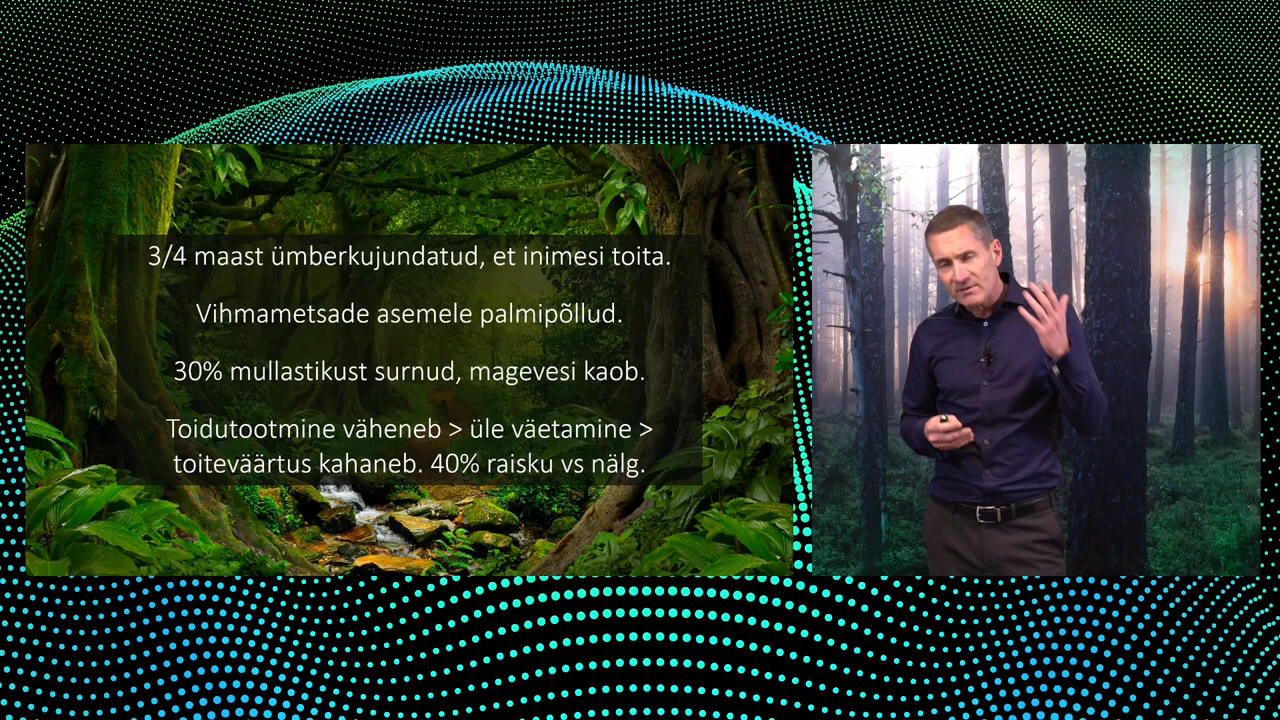 3/4 maast ümberkujundatud, et inimesi toita.
Vihmametsade asemele palmipõllud.
30% mullastikust surnud, magevesi kaob.
Toidutootmine väheneb > üle väetamine >
toiteväärtus kahaneb. 40% raisku vs nälg.